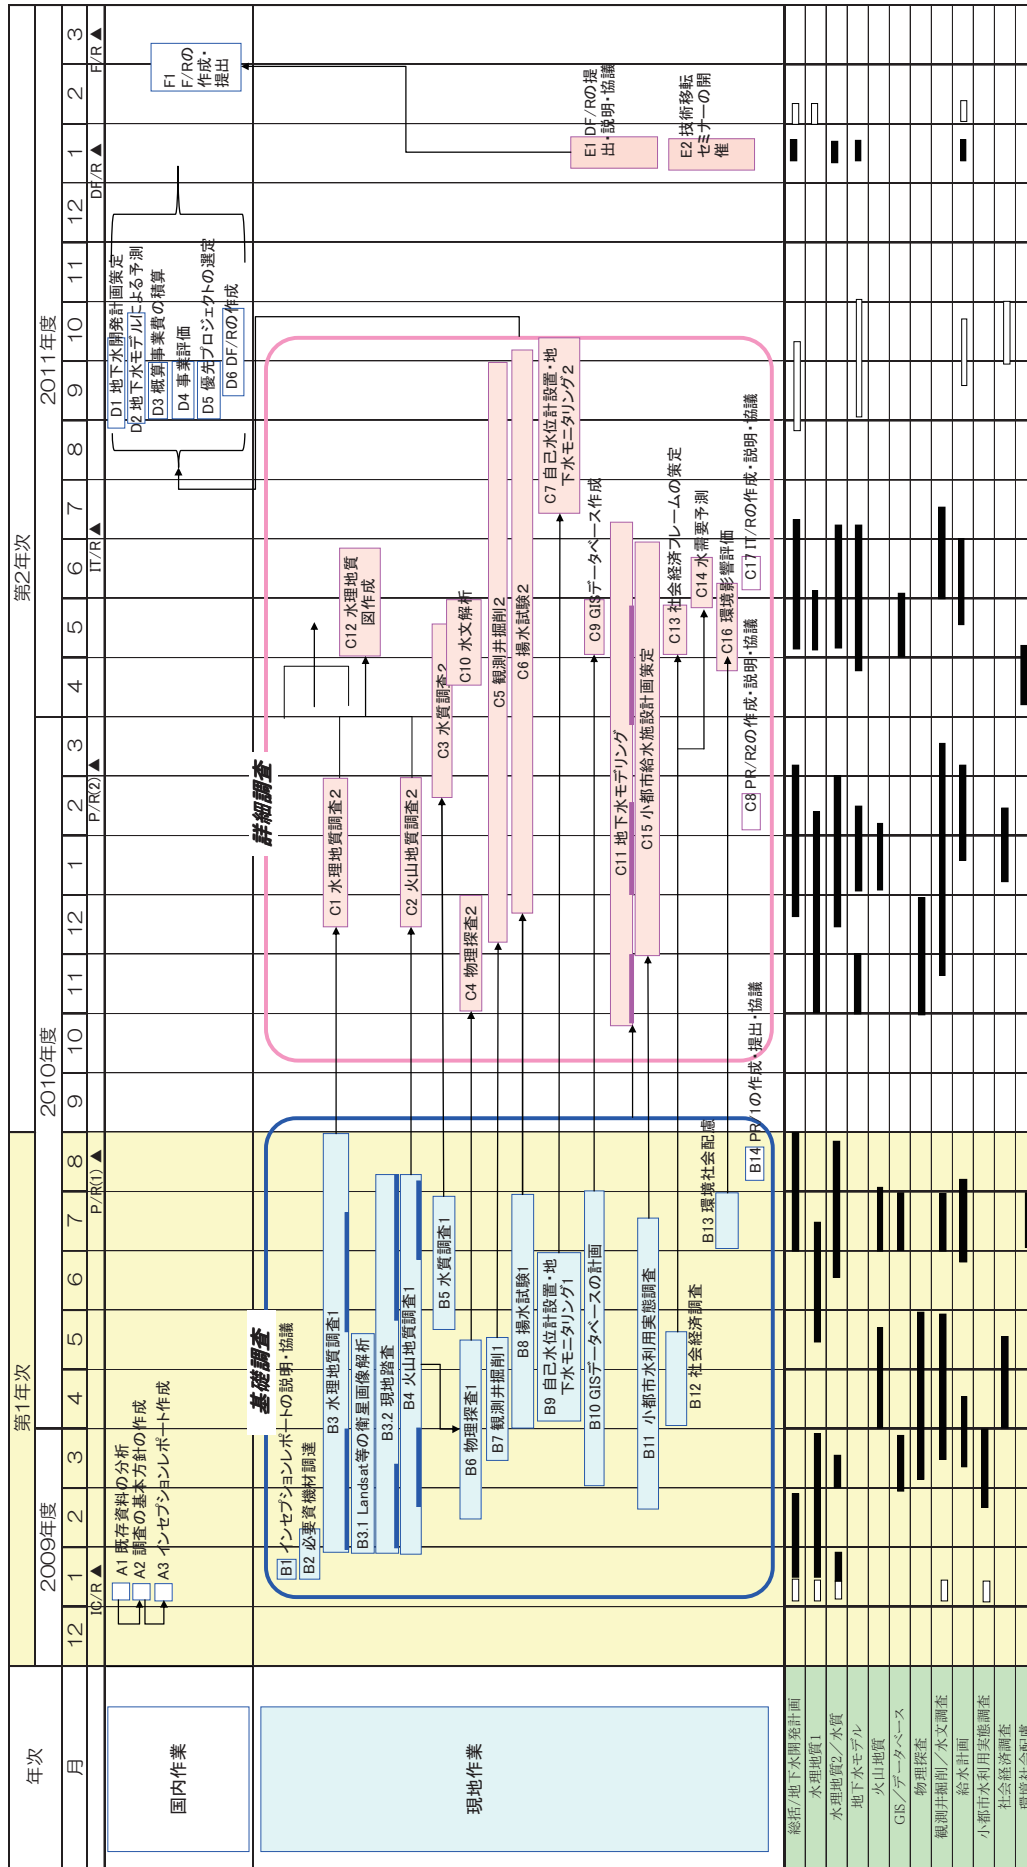 年次
第1年次
第2年次
2009年度
2010年度
2011年度
月
12
1
2
3
4
5
6
7
8
9
10
11
12
1
2
3
4
5
6
7
8
9
10
11
12
1
2
3
IC/R ▲
P/R(1) ▲
P/R(2) ▲
IT/R ▲
DF/R ▲
F/R ▲
国内作業
A1 既存資料の分析
A2 調査の基本方針の作成
A3 インセプションレポート作成
D1 地下水開発計画策定
D2 地下水モデルによる予測
D3 概算事業費の積算
D4 事業評価
D5 優先プロジェクトの選定
D6 DF/Rの作成
F1
F/Rの
作成・
提出
現地作業
基礎調査
B1 インセプションレポートの説明・協議
B2 必要資機材調達
B3 水理地質調査1
B3.1 Landsat等の衛星画像解析
B3.2 現地踏査
B4 火山地質調査1
B5 水質調査1
B6 物理探査1
B7 観測井掘削1
B8 揚水試験1
B9 自己水位計設置・地
下水モニタリング1
B10 GISデータベースの計画
B11 小都市水利用実態調査
B12 社会経済調査
B13 環境社会配慮
B14 PR/1の作成・提出・協議
詳細調査
C1 水理地質調査2
C2 火山地質調査2
C12 水理地質
図作成
C3 水質調査2
C10 水文解析
C4 物理探査2
C5 観測井掘削2
C6 揚水試験2
C7 自己水位計設置・地
下水モニタリング2
C9 GISデータベース作成
C11 地下水モデリング
C15 小都市給水施設計画策定
C13 社会経済フレームの策定
C14 水需要予測
C16 環境影響評価
C8 PR/R2の作成・説明・協議
C17 IT/Rの作成・説明・協議
E1 DF/Rの提
出・説明・協議
E2 技術移転
セミナーの開
催
総括/地下水開発計画
水理地質1
水理地質2/水質
地下水モデル
火山地質
GIS/データベース
物理探査
観測井掘削/水文調査
給水計画
小都市水利用実態調査
社会経済調査
環境社会配慮